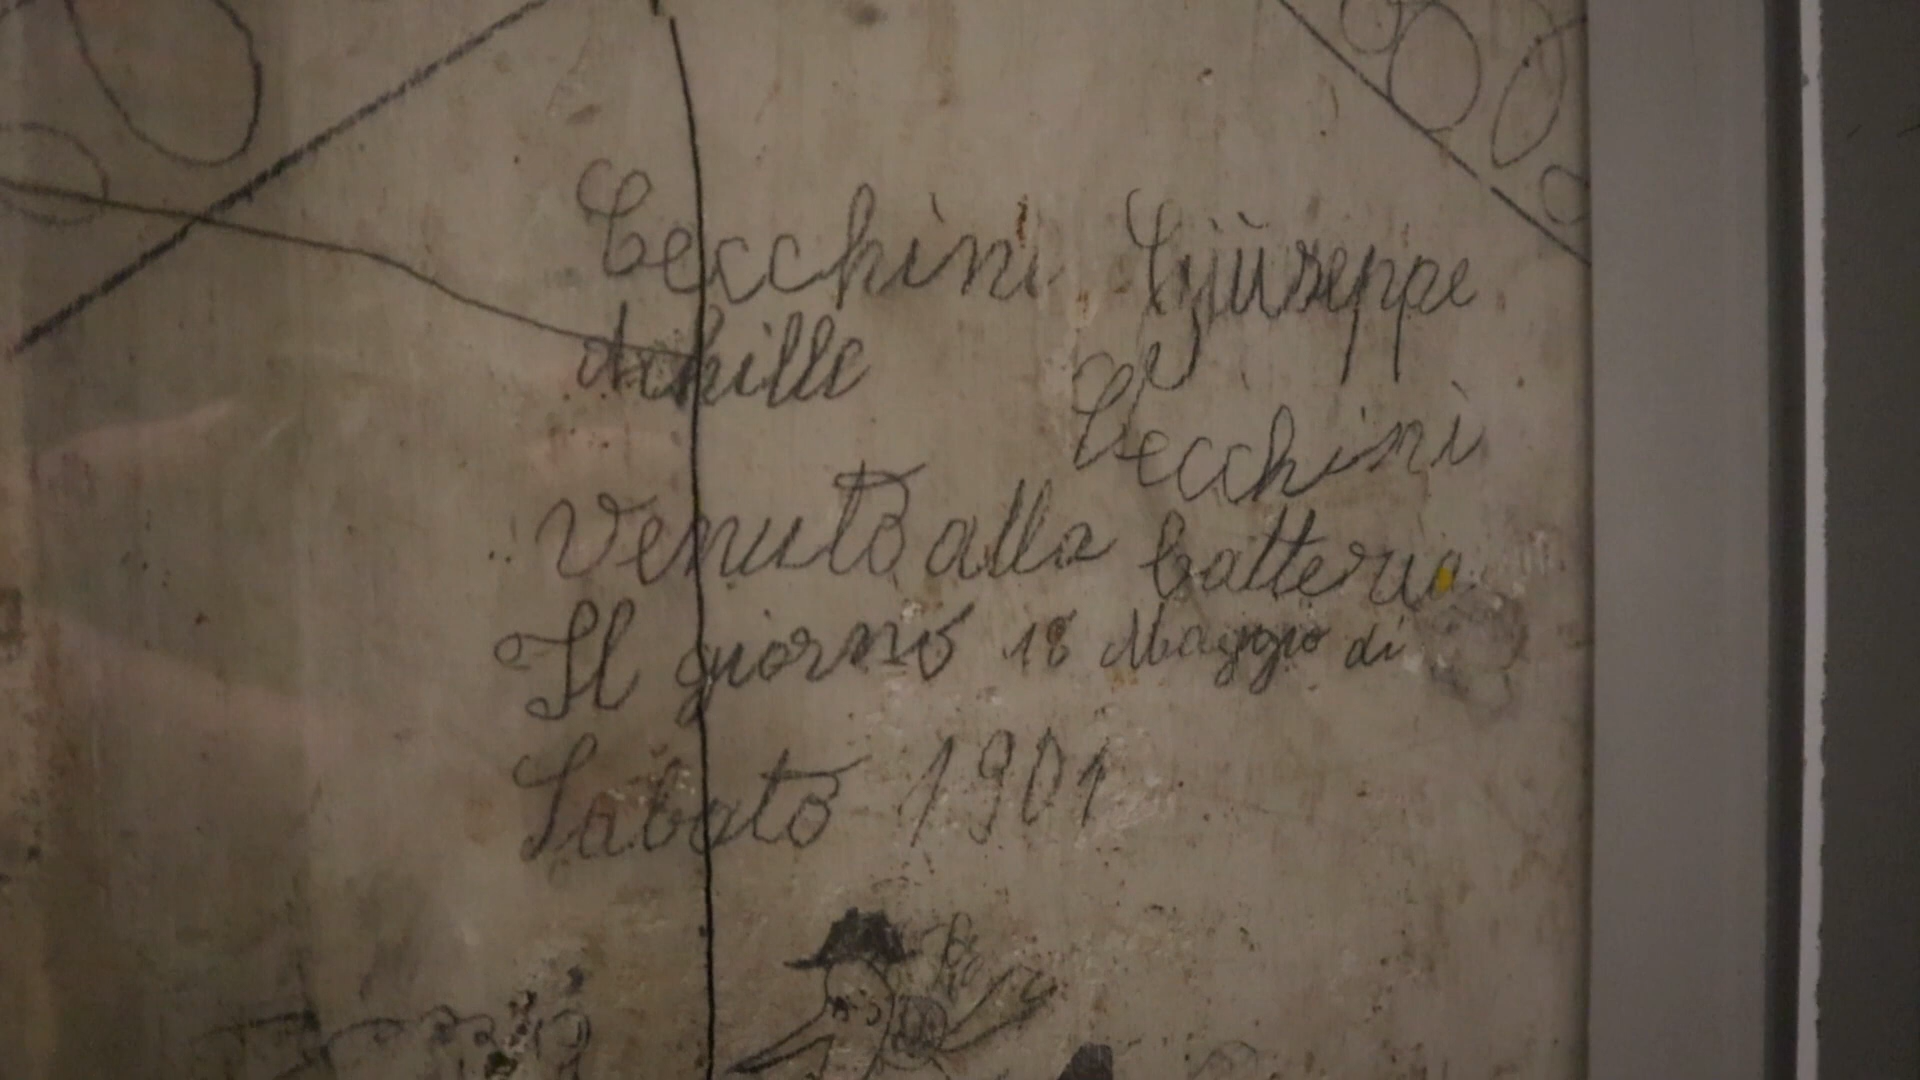 Cecchini Giuseppe
Achille
Cecchini
Venuto alla batteria
Il giorno 18 Maggio di
Sabato 1901